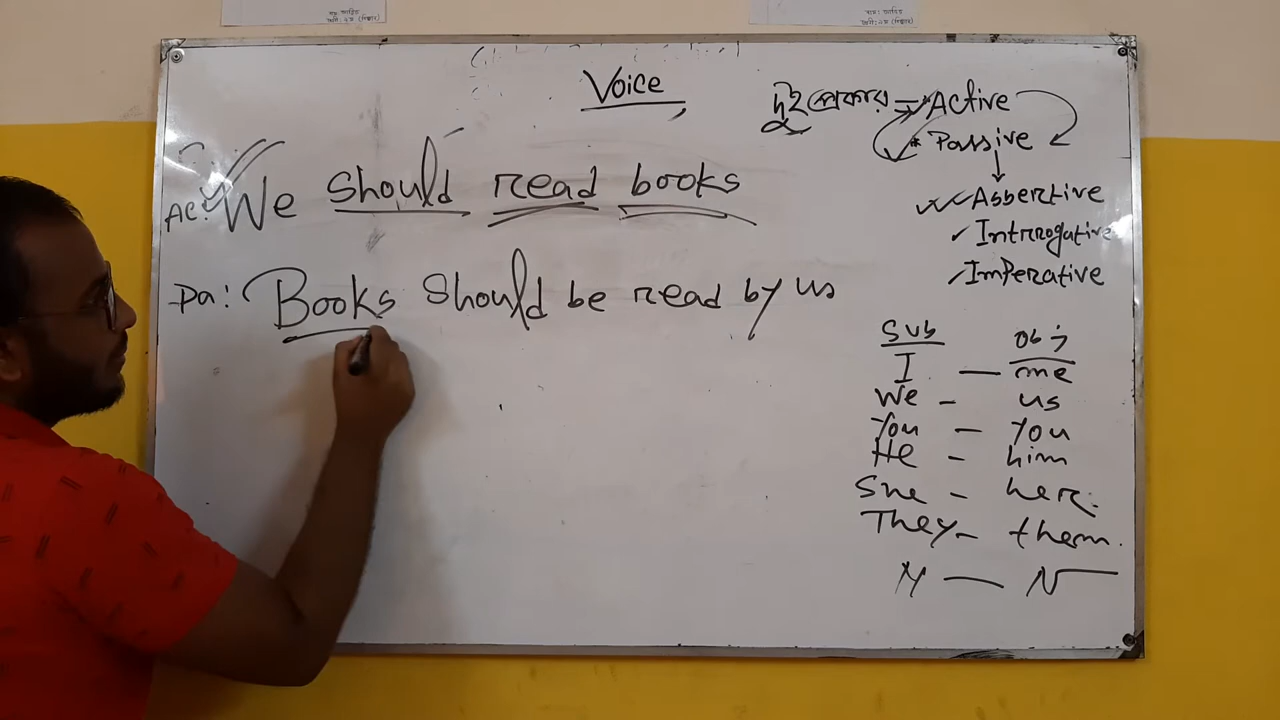 Voice
দুই প্রকার = * Active
* Passive
Assertive
Intrrogative
Imperative
Ac: We should read books
Pa: Books should be read by us
Sub obj
I — me
We - us
You - you
He - him
She - her.
They - them.
N — N